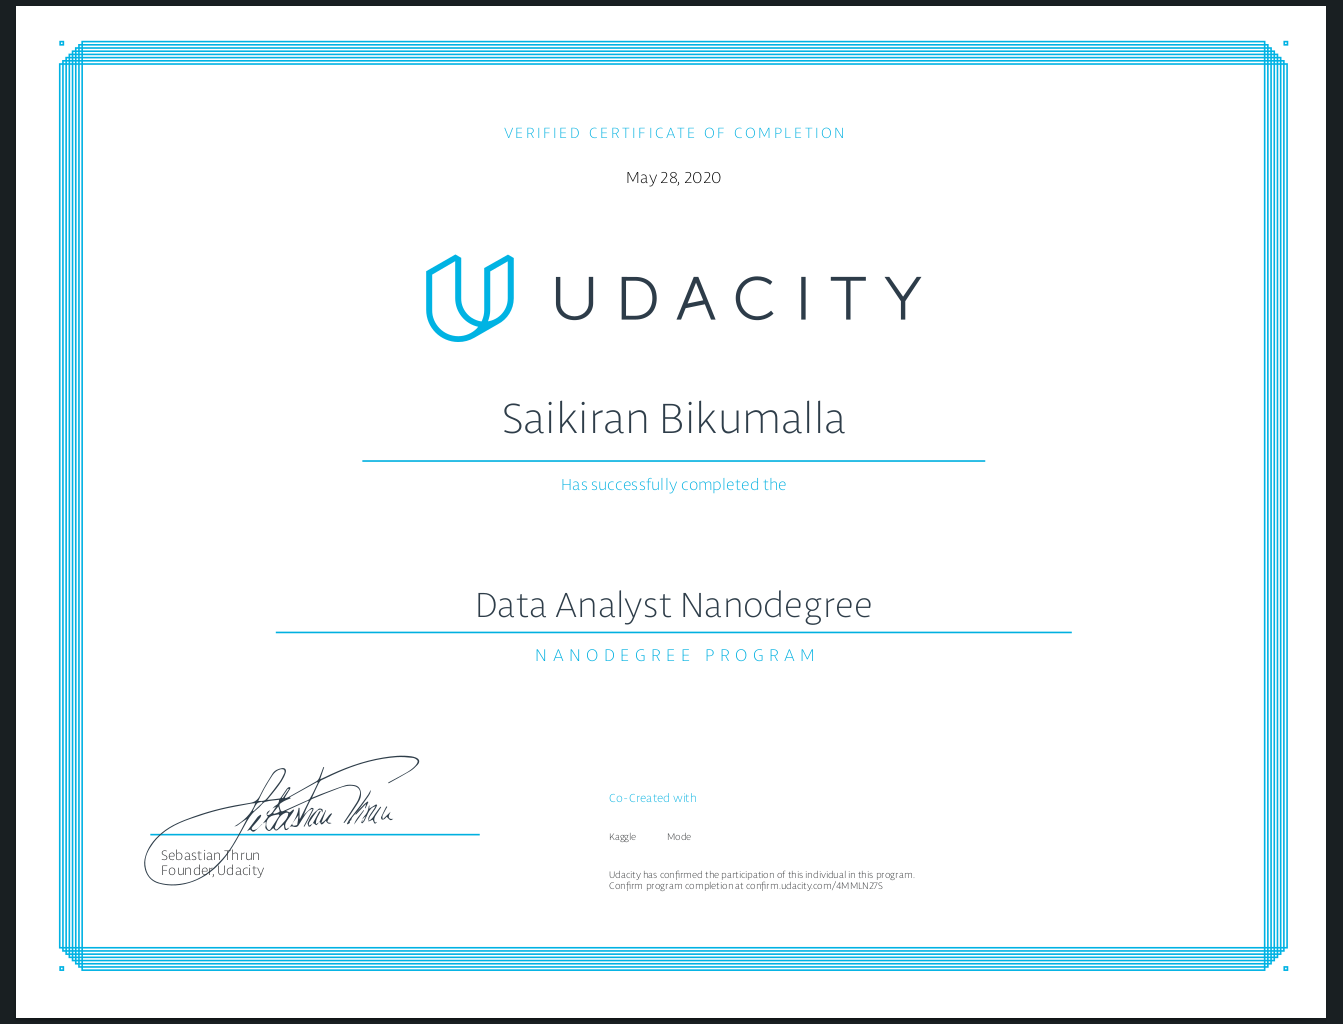 VERIFIED CERTIFICATE OF COMPLETION
May 28, 2020
UDACITY
Saikiran Bikumalla
Has successfully completed the
Data Analyst Nanodegree
NANODEGREE PROGRAM
Sebastian Thrun
Sebastian Thrun
Founder, Udacity
Co-Created with
Kaggle Mode
Udacity has confirmed the participation of this individual in this program.
Confirm program completion at confirm.udacity.com/4MMLN27S